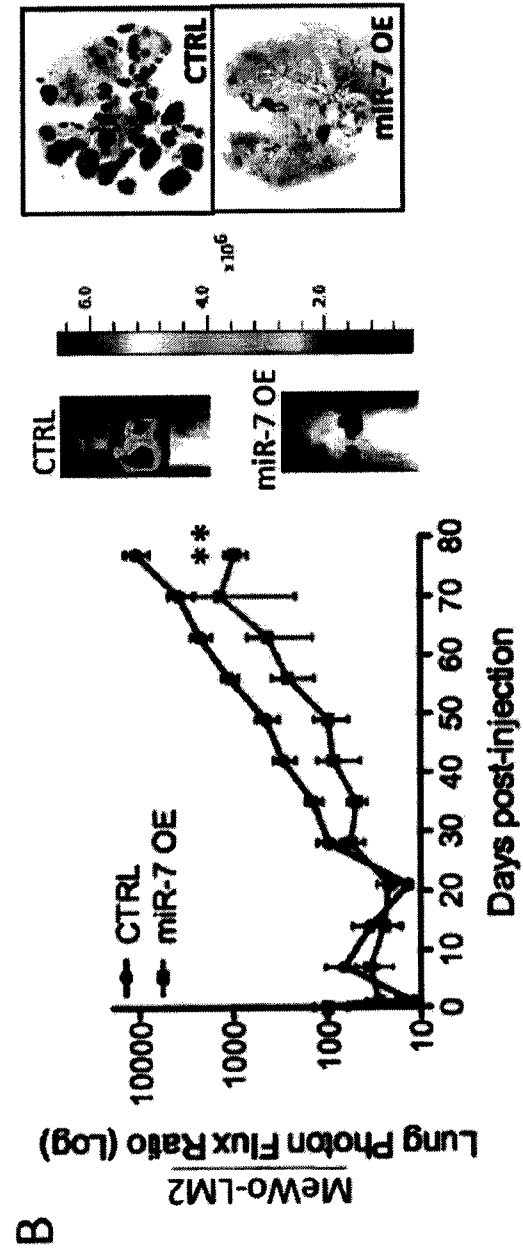 B
MeWo-LM2
Lung Photon Flux Ratio (Log)
10000
1000
100
10
CTRL
miR-7 OE
**
0 10 20 30 40 50 60 70 80
Days post-injection
CTRL
miR-7 OE
6.0
4.0
x10⁶
2.0
CTRL
miR-7 OE